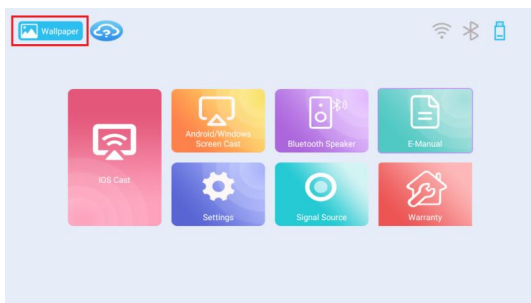 Wallpaper
Android/Windows
Screen Cast
Bluetooth Speaker
E-Manual
IOS Cast
Settings
Signal Source
Warranty